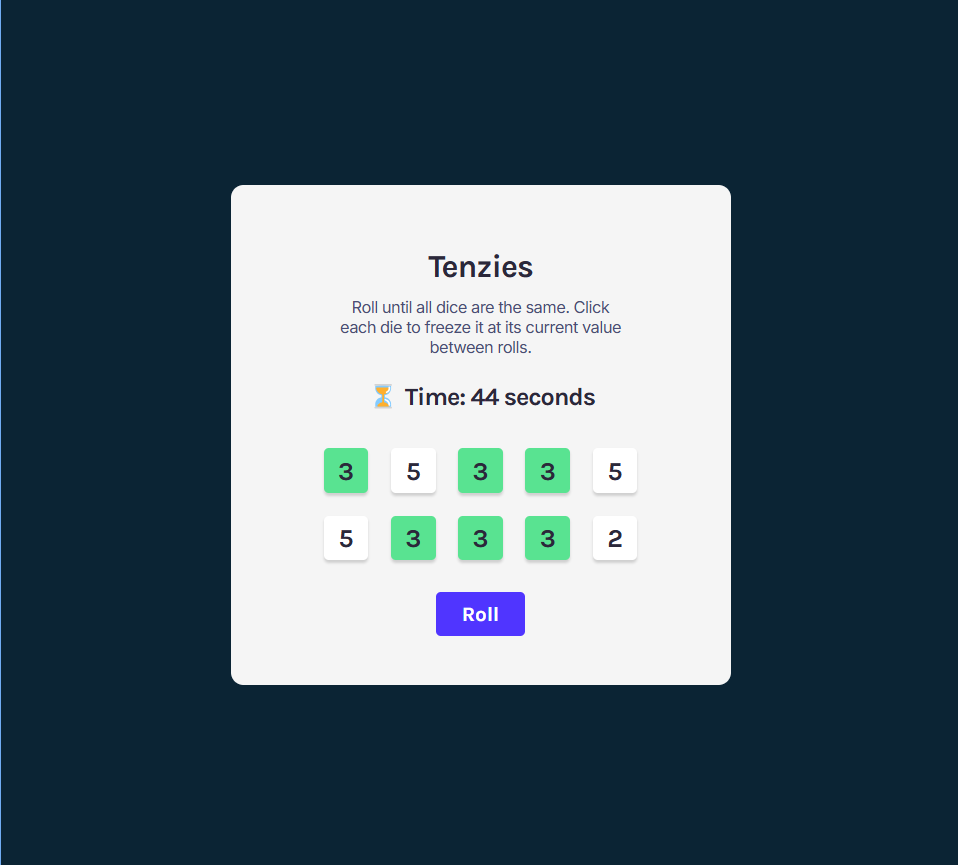 Tenzies
Roll until all dice are the same. Click
each die to freeze it at its current value
between rolls.
⏳ Time: 44 seconds
3 5 3 3 5
5 3 3 3 2
Roll